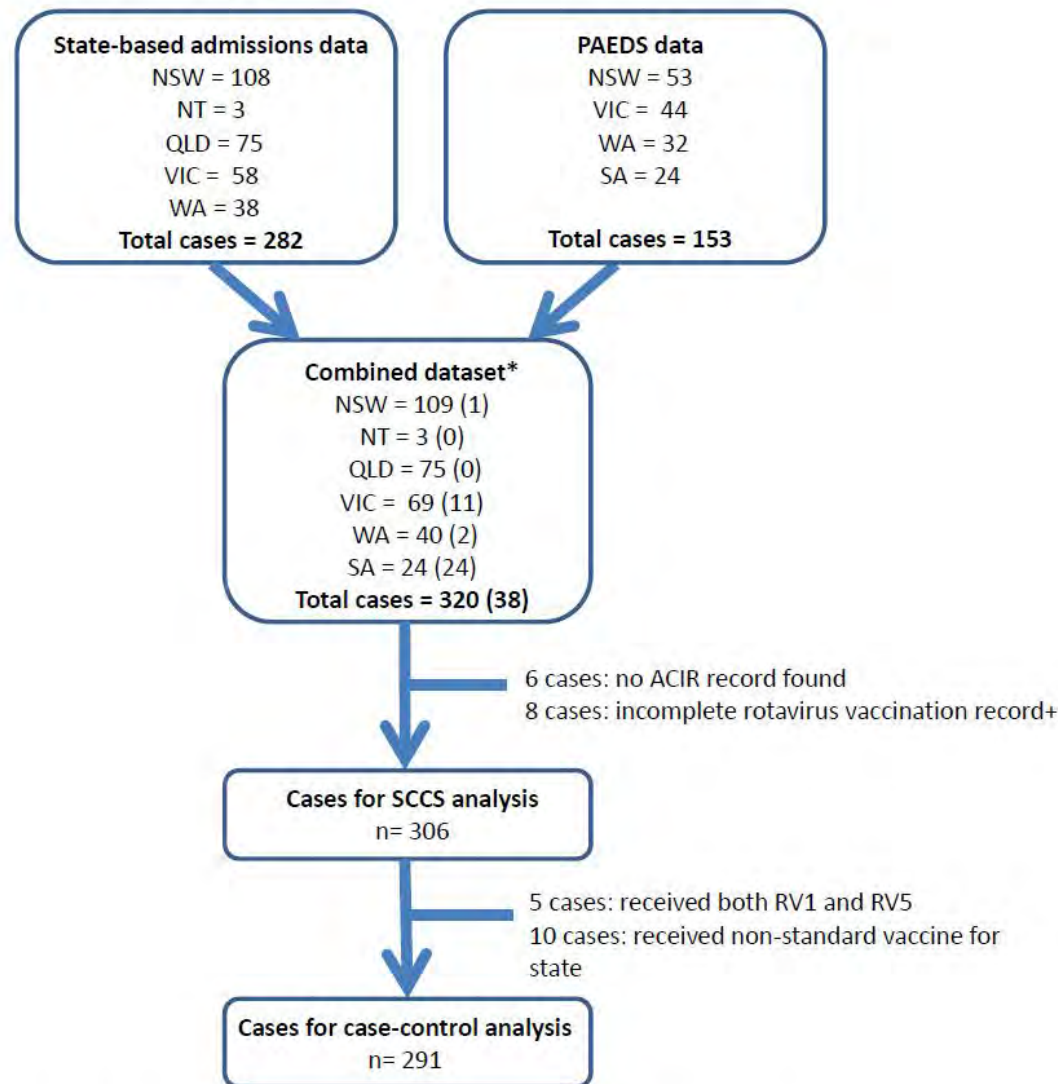 State-based admissions data
NSW = 108
NT = 3
QLD = 75
VIC = 58
WA = 38
Total cases = 282
PAEDS data
NSW = 53
VIC = 44
WA = 32
SA = 24
Total cases = 153
Combined dataset*
NSW = 109 (1)
NT = 3 (0)
QLD = 75 (0)
VIC = 69 (11)
WA = 40 (2)
SA = 24 (24)
Total cases = 320 (38)
6 cases: no ACIR record found
8 cases: incomplete rotavirus vaccination record+
Cases for SCCS analysis
n= 306
5 cases: received both RV1 and RV5
10 cases: received non-standard vaccine for
state
Cases for case-control analysis
n= 291